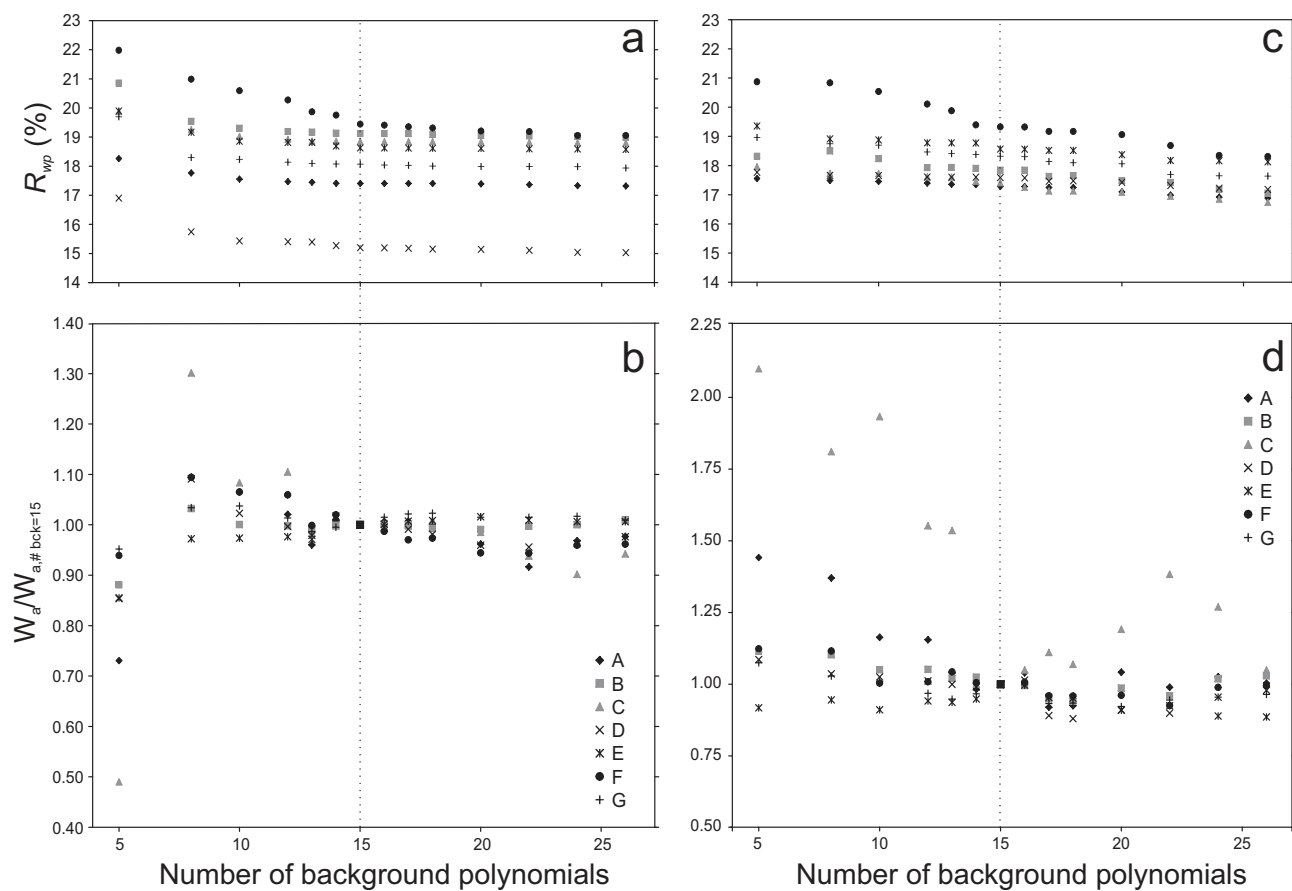 a
23
22
21
20
19
18
17
16
15
14
R_wp (%)
c
23
22
21
20
19
18
17
16
15
14
b
1.40
1.30
1.20
1.10
1.00
0.90
0.80
0.70
0.60
0.50
0.40
W_a/W_a,# bck=15
A
B
C
D
E
F
G
5 10 15 20 25
Number of background polynomials
d
2.25
2.00
1.75
1.50
1.25
1.00
0.75
0.50
A
B
C
D
E
F
G
5 10 15 20 25
Number of background polynomials